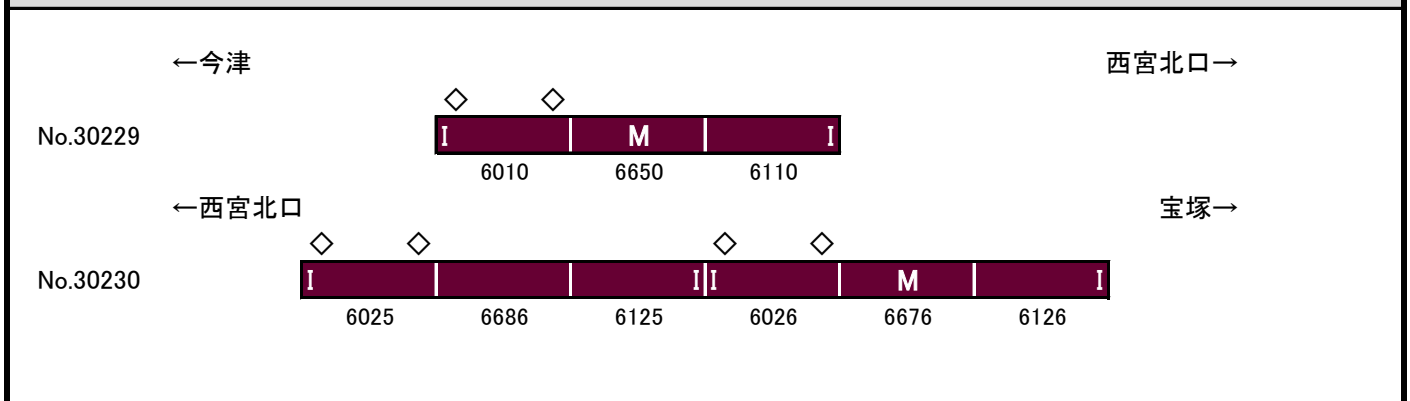 ←今津 西宮北口→
◇ ◇
No.30229 I M I
6010 6650 6110
←西宮北口 宝塚→
◇ ◇ ◇ ◇
No.30230 I I I M I
6025 6686 6125 6026 6676 6126